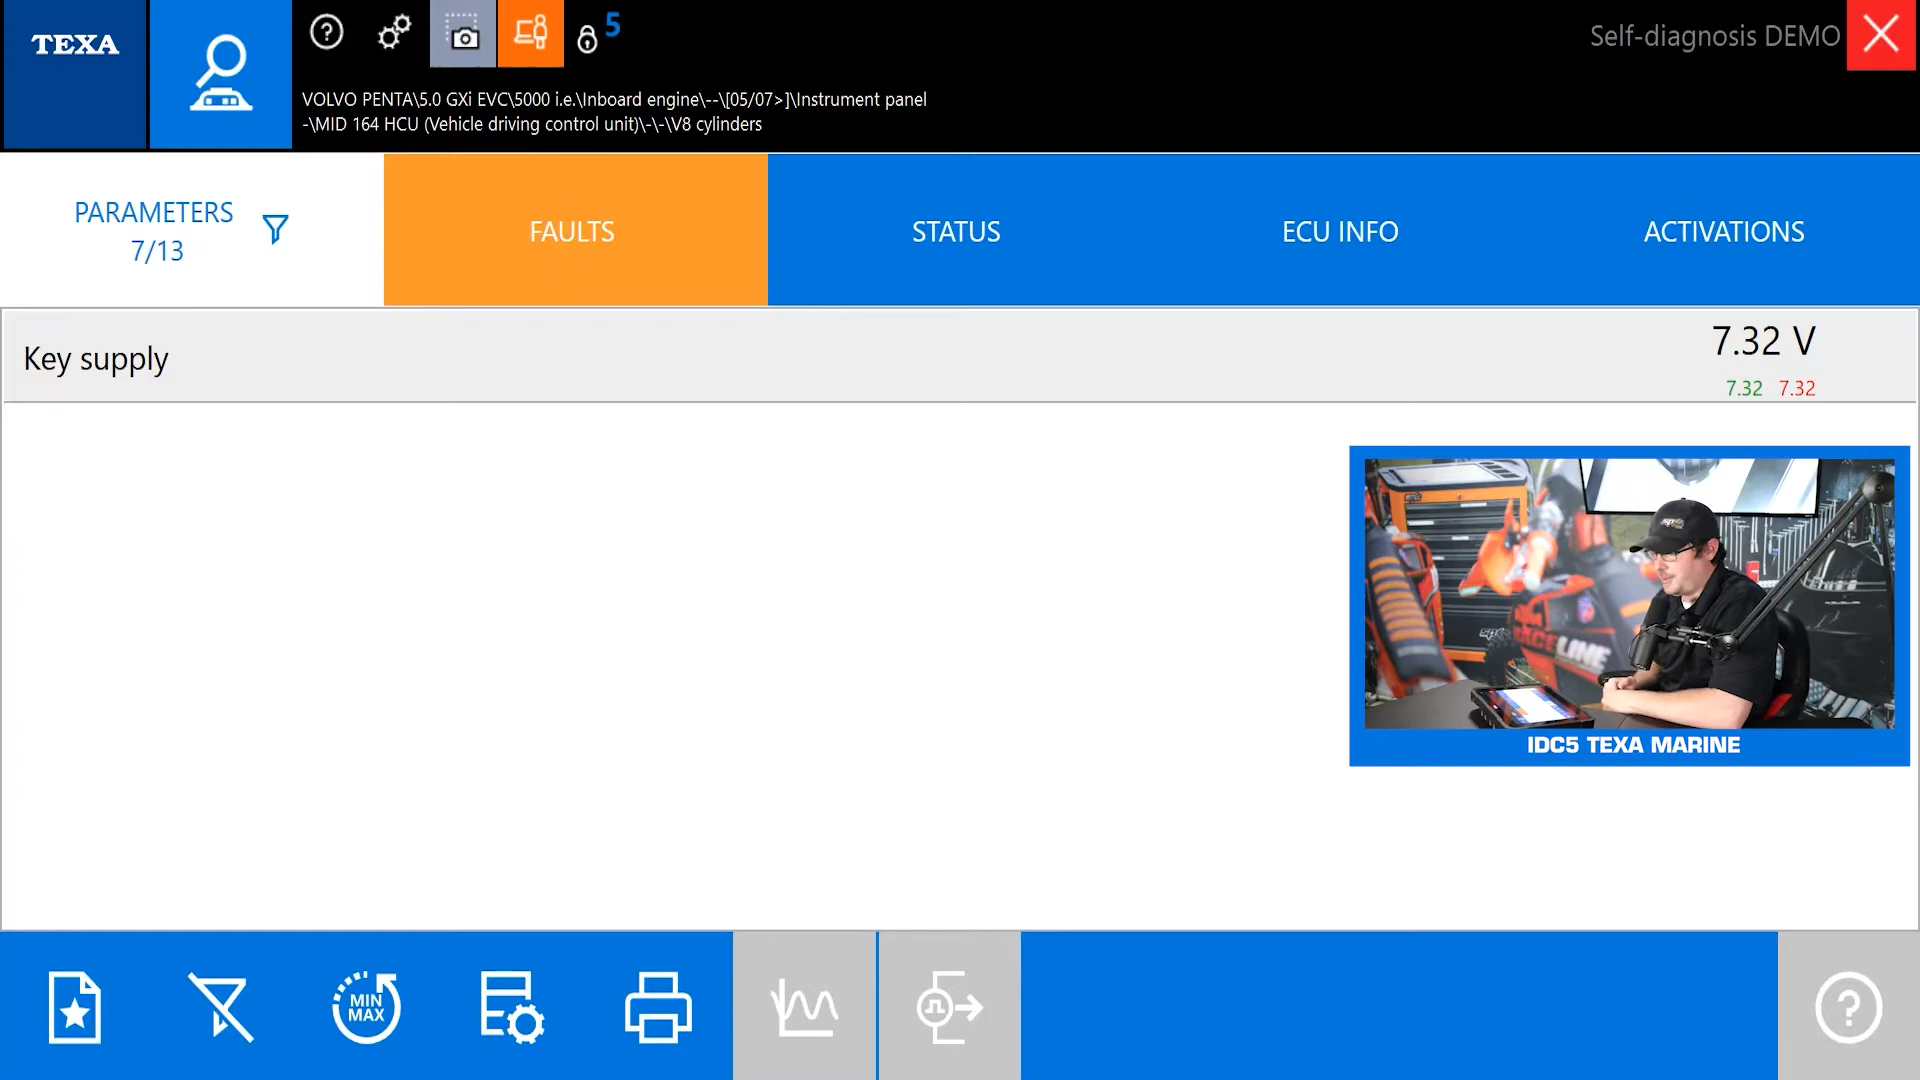 TEXA
5
Self-diagnosis DEMO
VOLVO PENTA\5.0 GXi EVC\5000 i.e.\Inboard engine\--\[05/07>]\Instrument panel
-\MID 164 HCU (Vehicle driving control unit)\-\-\V8 cylinders
PARAMETERS
7/13
FAULTS
STATUS
ECU INFO
ACTIVATIONS
Key supply
7.32 V
7.32 7.32
RACELINE
IDC5 TEXA MARINE
MIN
MAX